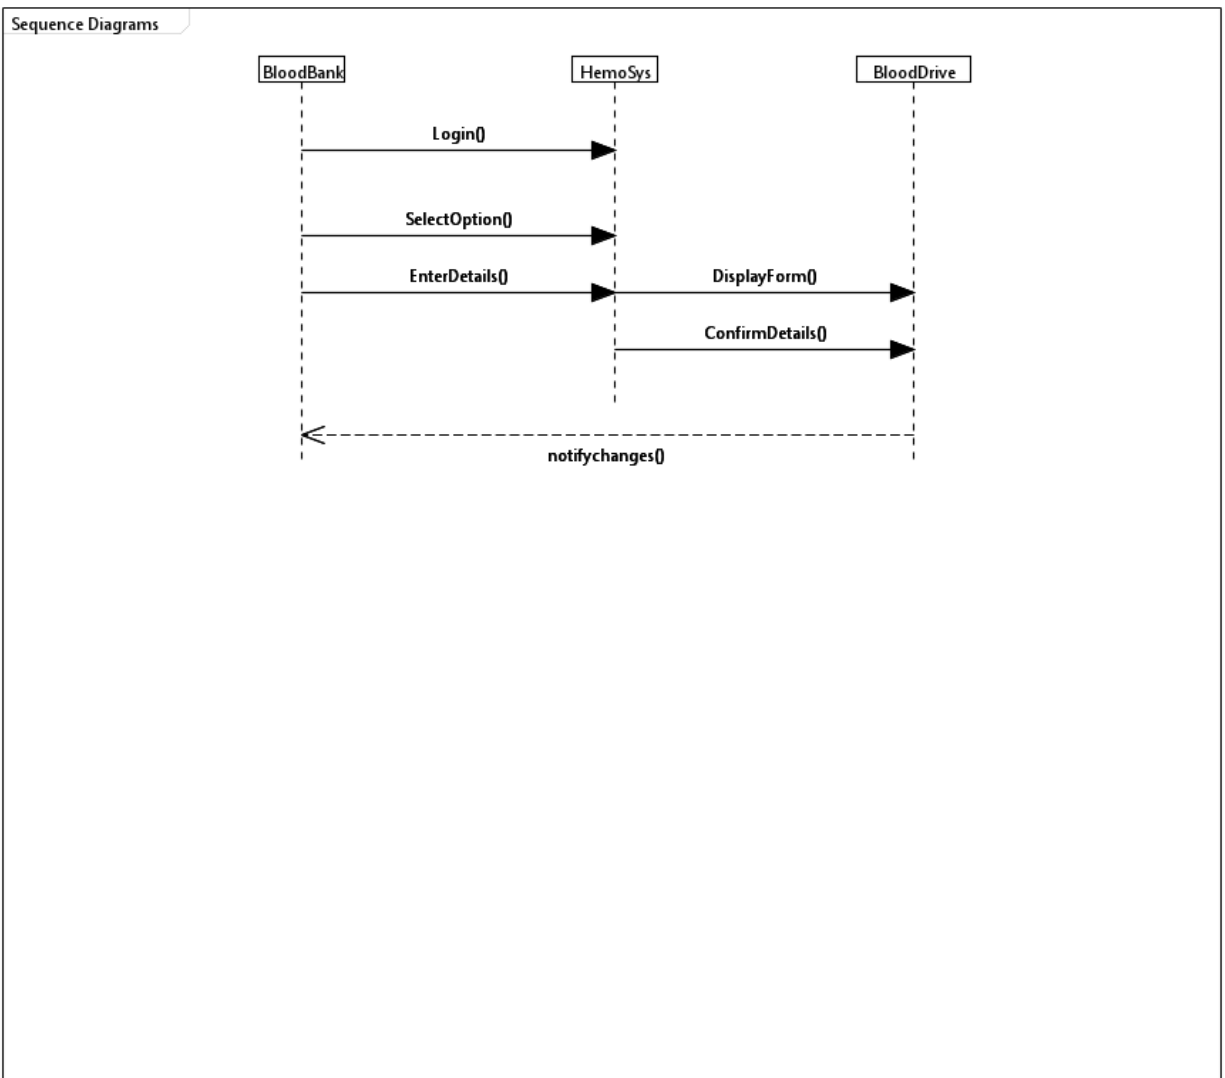 Sequence Diagrams
BloodBank
HemoSys
BloodDrive
Login()
SelectOption()
EnterDetails()
DisplayForm()
ConfirmDetails()
notifychanges()